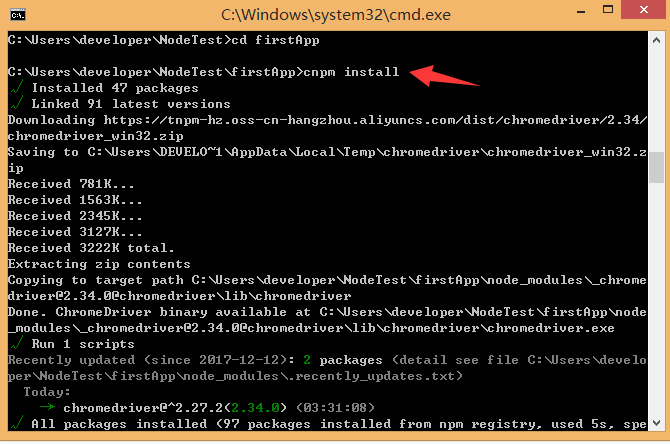 C:\Windows\system32\cmd.exe
C:\Users\developer\NodeTest>cd firstApp
C:\Users\developer\NodeTest\firstApp>cnpm install
√ Installed 47 packages
√ Linked 91 latest versions
Downloading https://tnpm-hz.oss-cn-hangzhou.aliyuncs.com/dist/chromedriver/2.34/
chromedriver_win32.zip
Saving to C:\Users\DEVELO~1\AppData\Local\Temp\chromedriver\chromedriver_win32.z
ip
Received 781K...
Received 1563K...
Received 2345K...
Received 3127K...
Received 3222K total.
Extracting zip contents
Copying to target path C:\Users\developer\NodeTest\firstApp\node_modules\_chrome
driver@2.34.0@chromedriver\lib\chromedriver
Done. ChromeDriver binary available at C:\Users\developer\NodeTest\firstApp\node
_modules\_chromedriver@2.34.0@chromedriver\lib\chromedriver\chromedriver.exe
√ Run 1 scripts
Recently updated (since 2017-12-12): 2 packages (detail see file C:\Users\develo
per\NodeTest\firstApp\node_modules\.recently_updates.txt)
Today:
→ chromedriver@^2.27.2(2.34.0) (03:31:08)
√ All packages installed (97 packages installed from npm registry, used 5s, spe